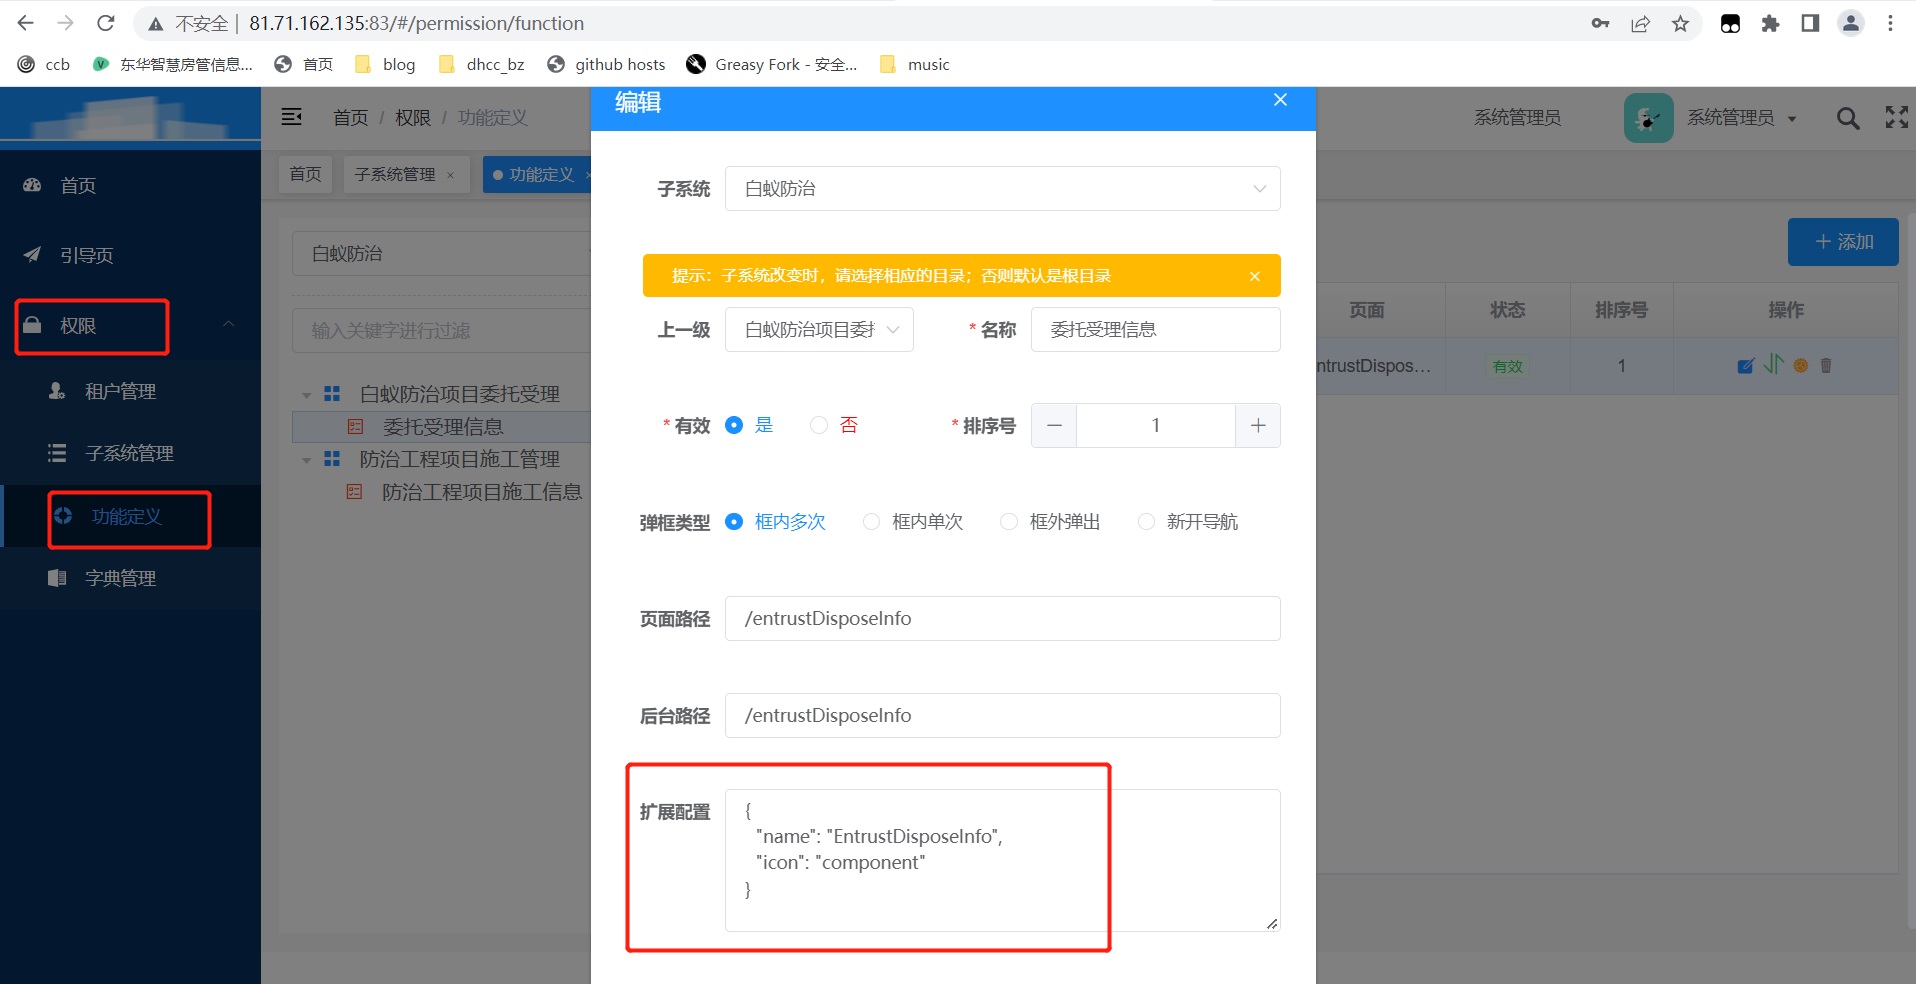 不安全 | 81.71.162.135:83/#/permission/function
ccb 东华智慧房管信息... 首页 blog dhcc_bz github hosts Greasy Fork - 安全... music
首页 / 权限 / 功能定义
编辑
系统管理员 系统管理员
首页 子系统管理 × 功能定义 ×
首页
引导页
权限
租户管理
子系统管理
功能定义
字典管理
白蚁防治
输入关键字进行过滤
白蚁防治项目委托受理
委托受理信息
防治工程项目施工管理
防治工程项目施工信息
子系统 白蚁防治
提示：子系统改变时，请选择相应的目录；否则默认是根目录
上一级 白蚁防治项目委托 * 名称 委托受理信息
* 有效 是 否 * 排序号 — 1 +
弹框类型 框内多次 框内单次 框外弹出 新开导航
页面路径 /entrustDisposeInfo
后台路径 /entrustDisposeInfo
扩展配置 {
"name": "EntrustDisposeInfo",
"icon": "component"
}
+ 添加
页面 状态 排序号 操作
ntrustDispos... 有效 1